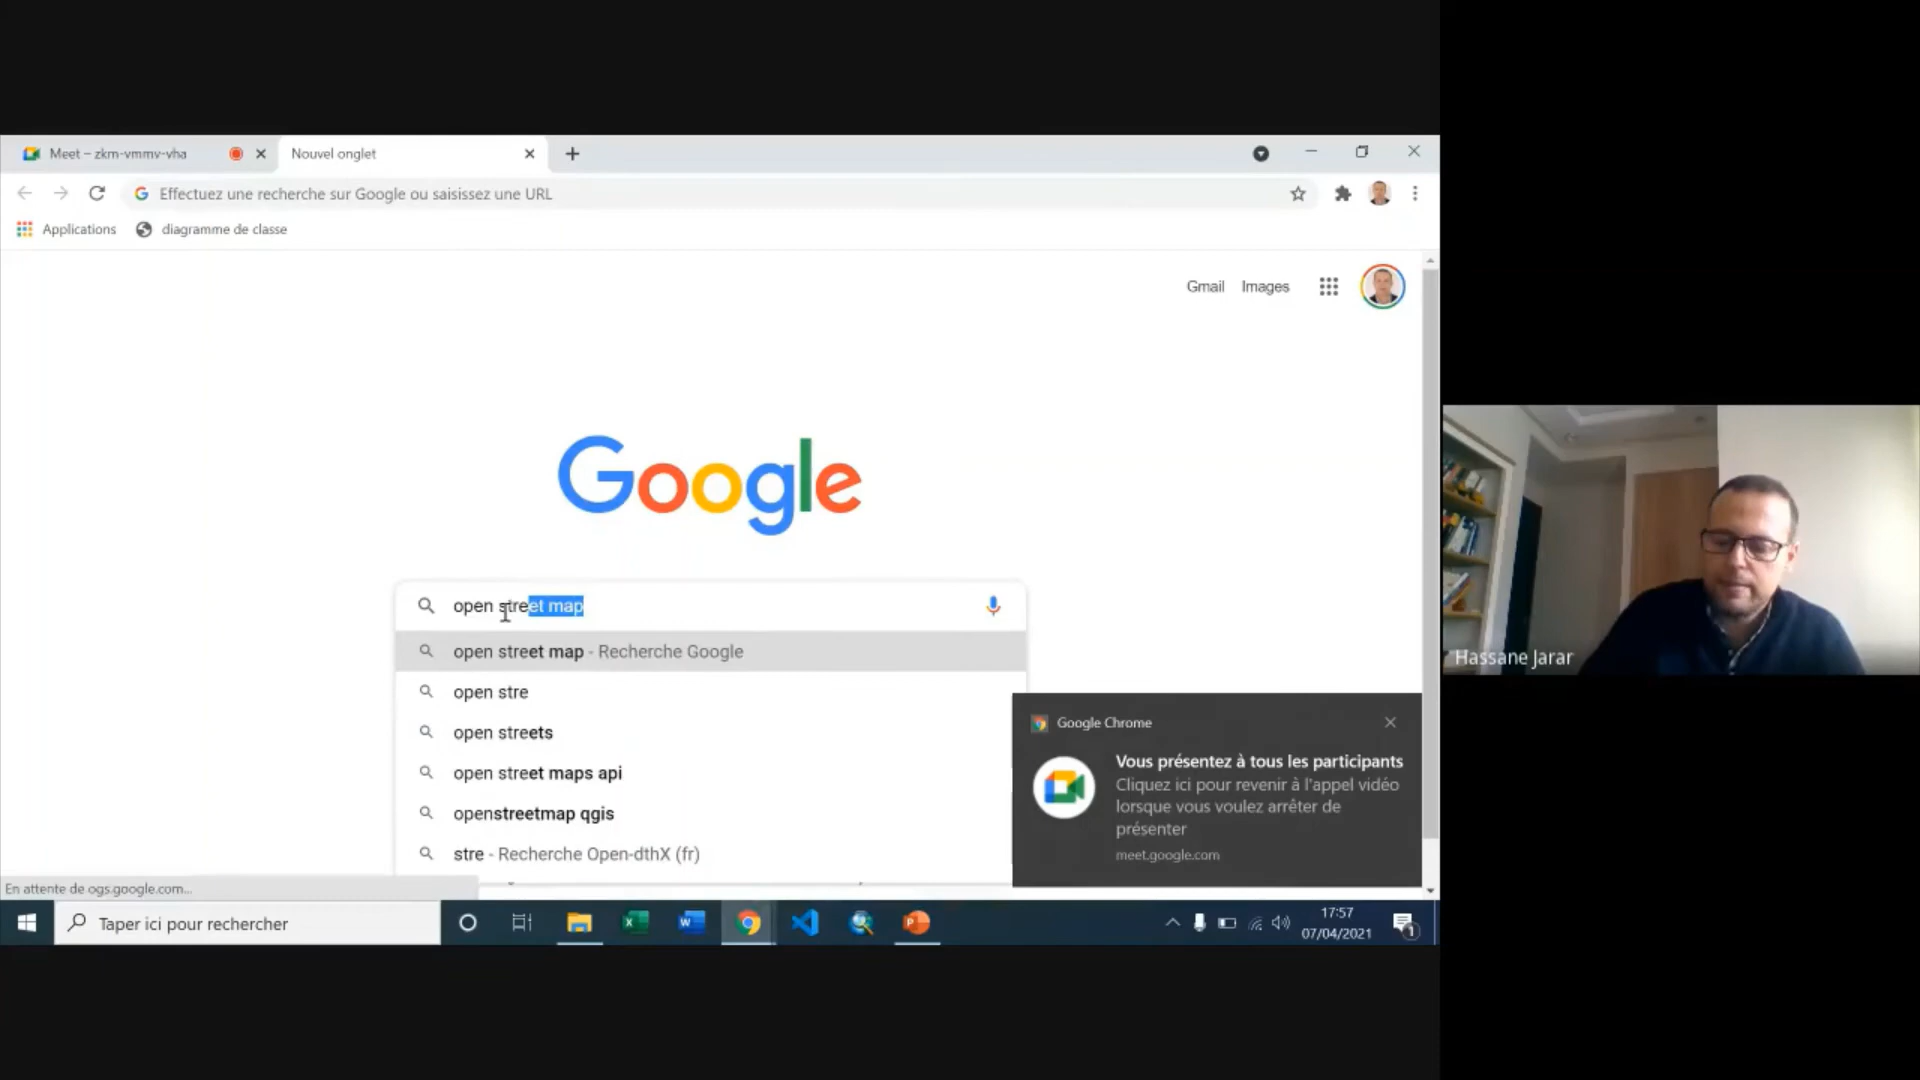 Meet – zkm-vmmv-vha
Nouvel onglet
Effectuez une recherche sur Google ou saisissez une URL
Applications
diagramme de classe
Gmail
Images
Google
open street map
open street map - Recherche Google
open stre
open streets
open street maps api
openstreetmap qgis
stre - Recherche Open-dthX (fr)
Google Chrome
Vous présentez à tous les participants
Cliquez ici pour revenir à l'appel vidéo
lorsque vous voulez arrêter de
présenter
meet.google.com
En attente de ogs.google.com...
Taper ici pour rechercher
17:57
07/04/2021
1
Hassane Jarar